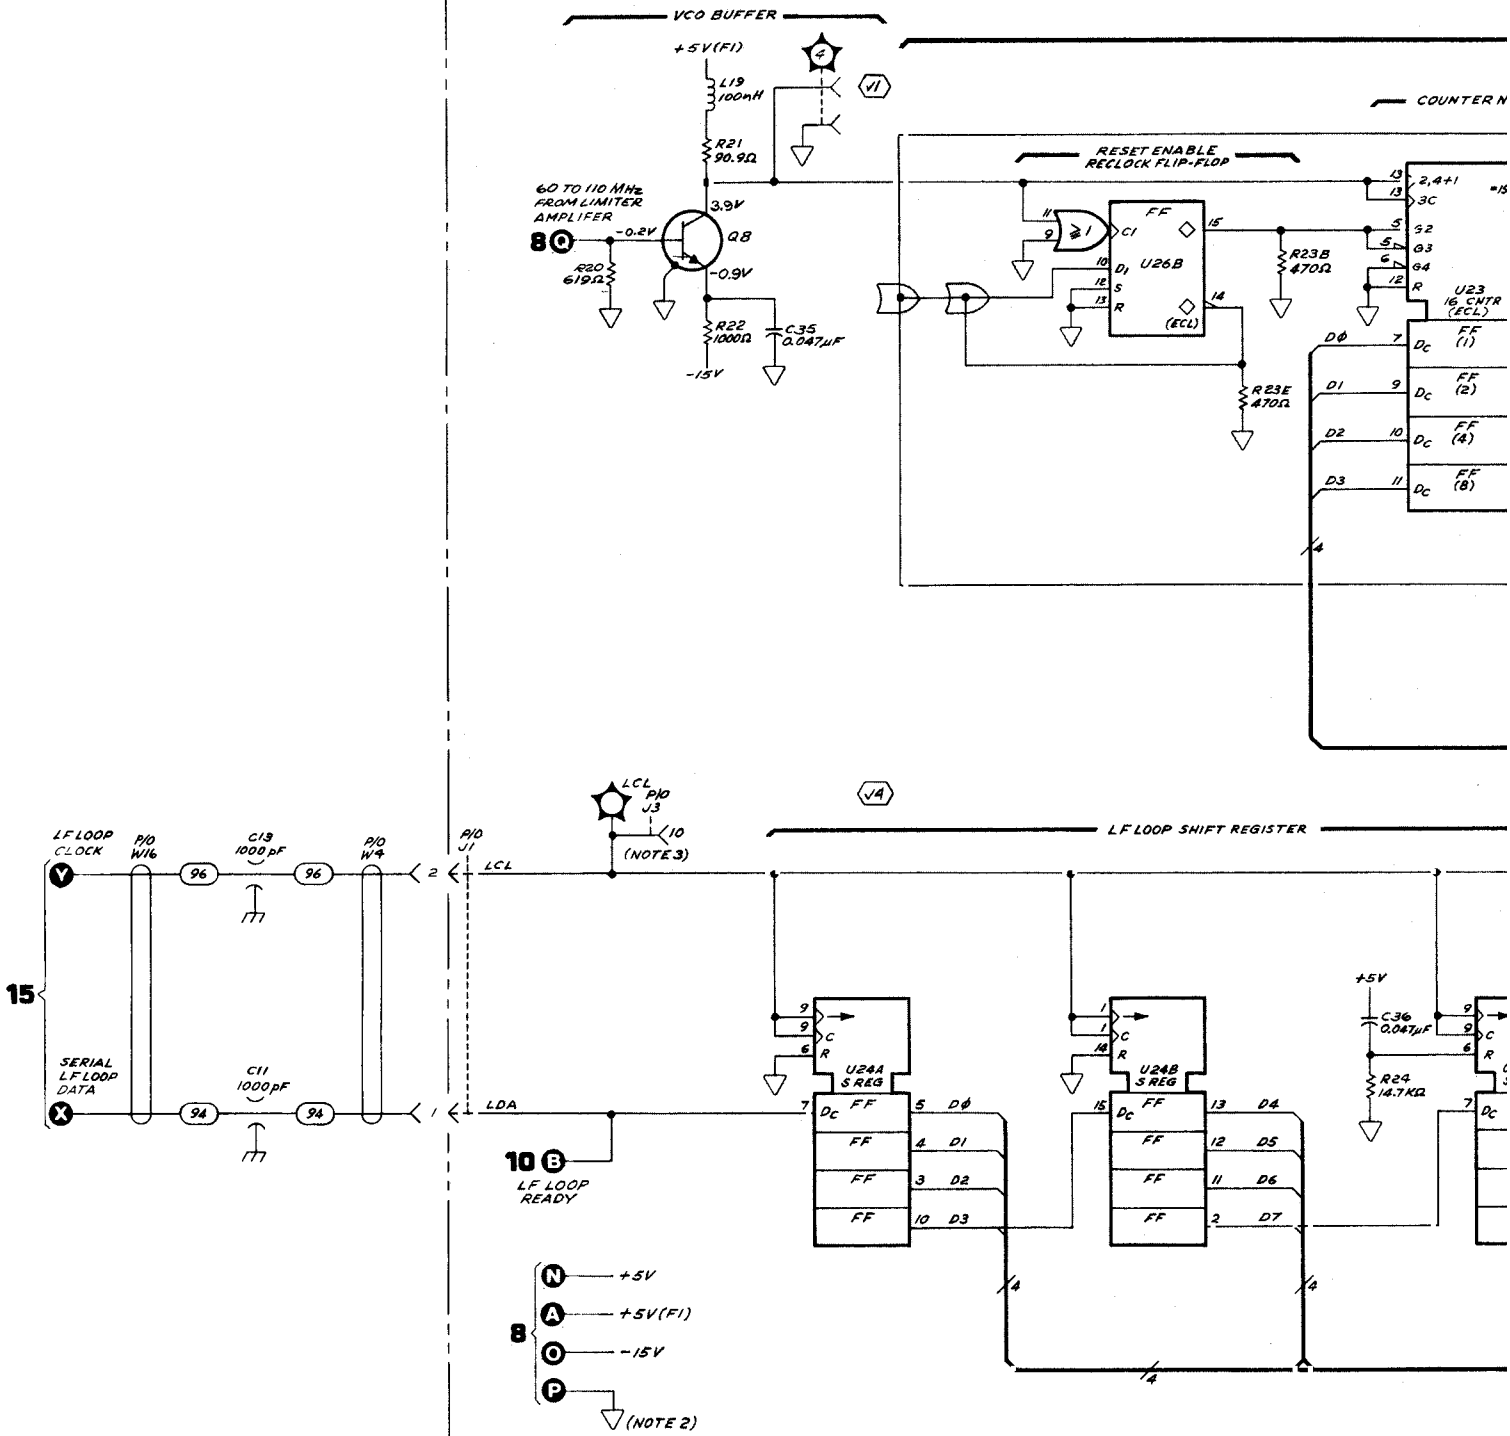 VCO BUFFER
+5V(F1)
4
√1
L19
100nH
COUNTER N
R21
90.9Ω
RESET ENABLE
RECLOCK FLIP-FLOP
60 TO 110 MHz
FROM LIMITER
AMPLIFER
8 Q
-0.2V
3.9V
Q8
-0.9V
R20
619Ω
R22
1000Ω
C35
0.047µF
-15V
11
9
≥1
FF
C1
15
U26B
10
D1
12
S
13
R
14
(ECL)
R23B
470Ω
R23E
470Ω
13
2,4+1
13
3C
5
G2
5
G3
6
G4
12
R
U23
16 CNTR
(ECL)
DØ
7
DC
FF
(1)
D1
9
DC
FF
(2)
D2
10
DC
FF
(4)
D3
11
DC
FF
(8)
4
LCL
P/O
J3
10
(NOTE 3)
√4
LF LOOP SHIFT REGISTER
LF LOOP
CLOCK
P/O
W16
C13
1000pF
P/O
W4
P/O
J1
Y
96
96
2
LCL
15
SERIAL
LF LOOP
DATA
C11
1000pF
X
94
94
1
LDA
10 B
LF LOOP
READY
9
9
C
6
R
U24A
S REG
7
DC
FF
5
DØ
FF
4
D1
FF
3
D2
FF
10
D3
1
1
C
14
R
U24B
S REG
15
DC
FF
13
D4
FF
12
D5
FF
11
D6
FF
2
D7
+5V
C36
0.047µF
R24
14.7KΩ
9
9
C
6
R
7
DC
4
4
4
8
N
+5V
A
+5V(F1)
O
-15V
P
(NOTE 2)